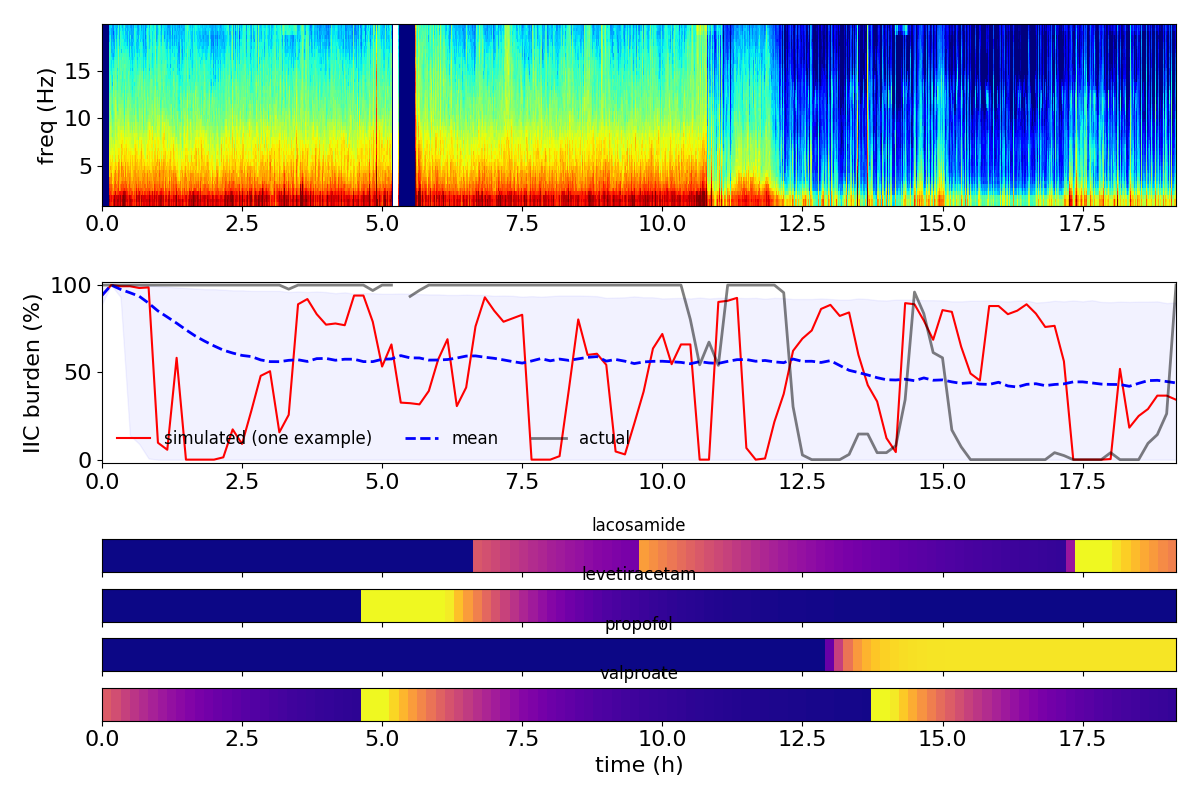 freq (Hz)
15
10
5
0.0 2.5 5.0 7.5 10.0 12.5 15.0 17.5
IIC burden (%)
100
50
0
simulated (one example) mean actual
0.0 2.5 5.0 7.5 10.0 12.5 15.0 17.5
lacosamide
levetiracetam
propofol
valproate
0.0 2.5 5.0 7.5 10.0 12.5 15.0 17.5
time (h)